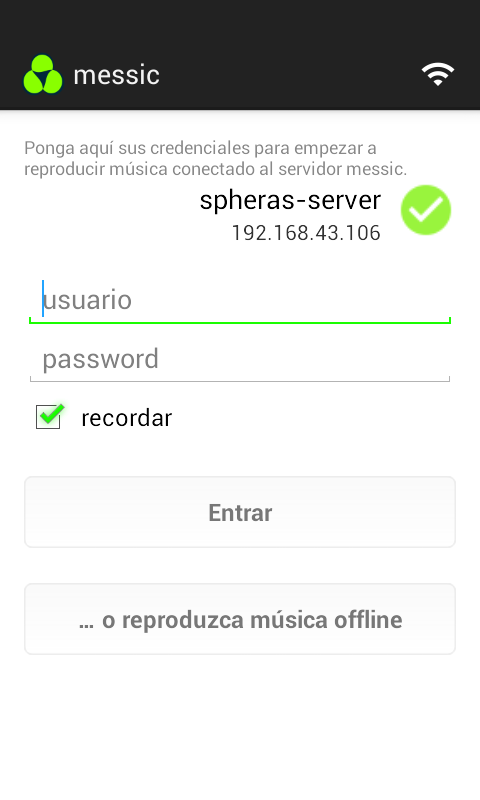 messic
Ponga aquí sus credenciales para empezar a
reproducir música conectado al servidor messic.
spheras-server
192.168.43.106
usuario
password
recordar
Entrar
... o reproduzca música offline